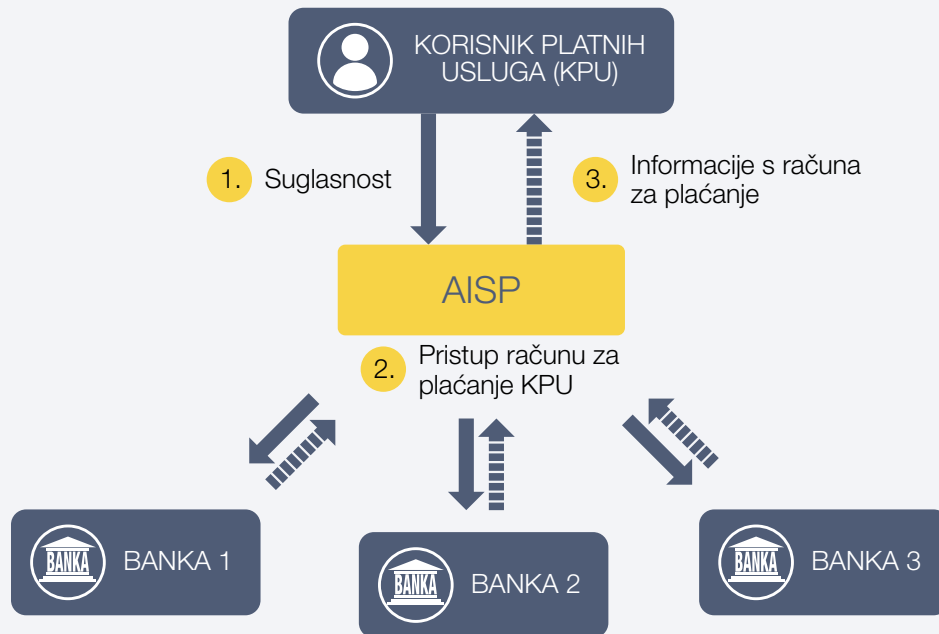 KORISNIK PLATNIH
USLUGA (KPU)
1. Suglasnost
3. Informacije s računa
za plaćanje
AISP
2. Pristup računu za
plaćanje KPU
BANKA BANKA 1
BANKA BANKA 2
BANKA BANKA 3